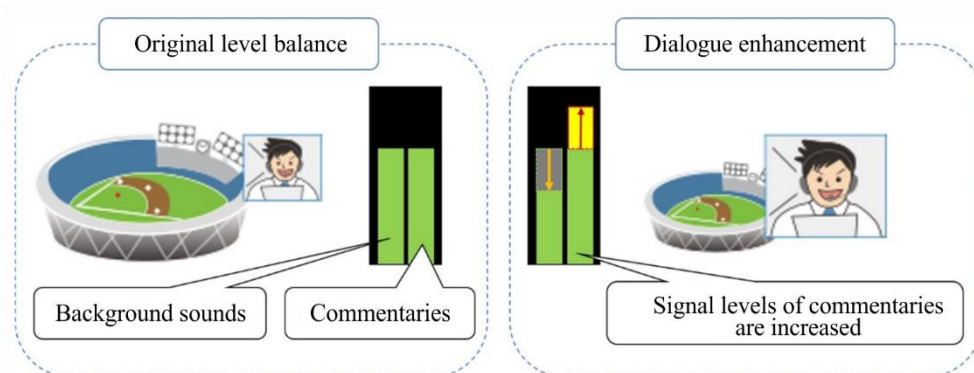 Original level balance
Dialogue enhancement
Background sounds
Commentaries
Signal levels of commentaries
are increased